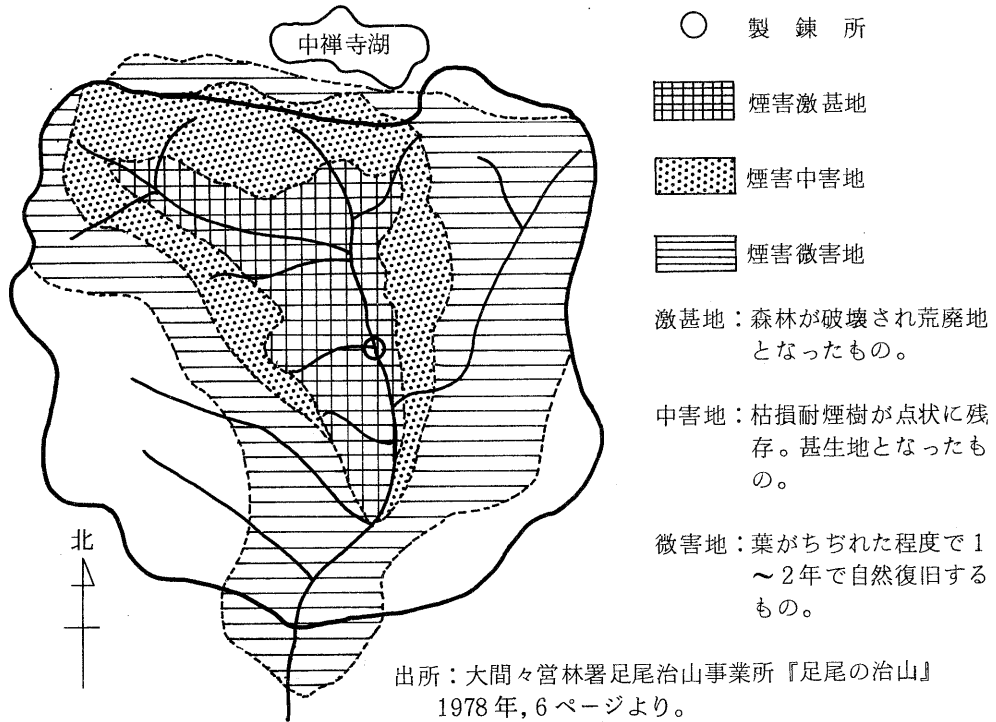 中禅寺湖
製錬所
煙害激甚地
煙害中害地
煙害微害地
激甚地：森林が破壊され荒廃地
となったもの。
中害地：枯損耐煙樹が点状に残
存。甚生地となったも
の。
微害地：葉がちぢれた程度で1
～2年で自然復旧する
もの。
北
出所：大間々営林署足尾治山事業所『足尾の治山』
1978年，6ページより。